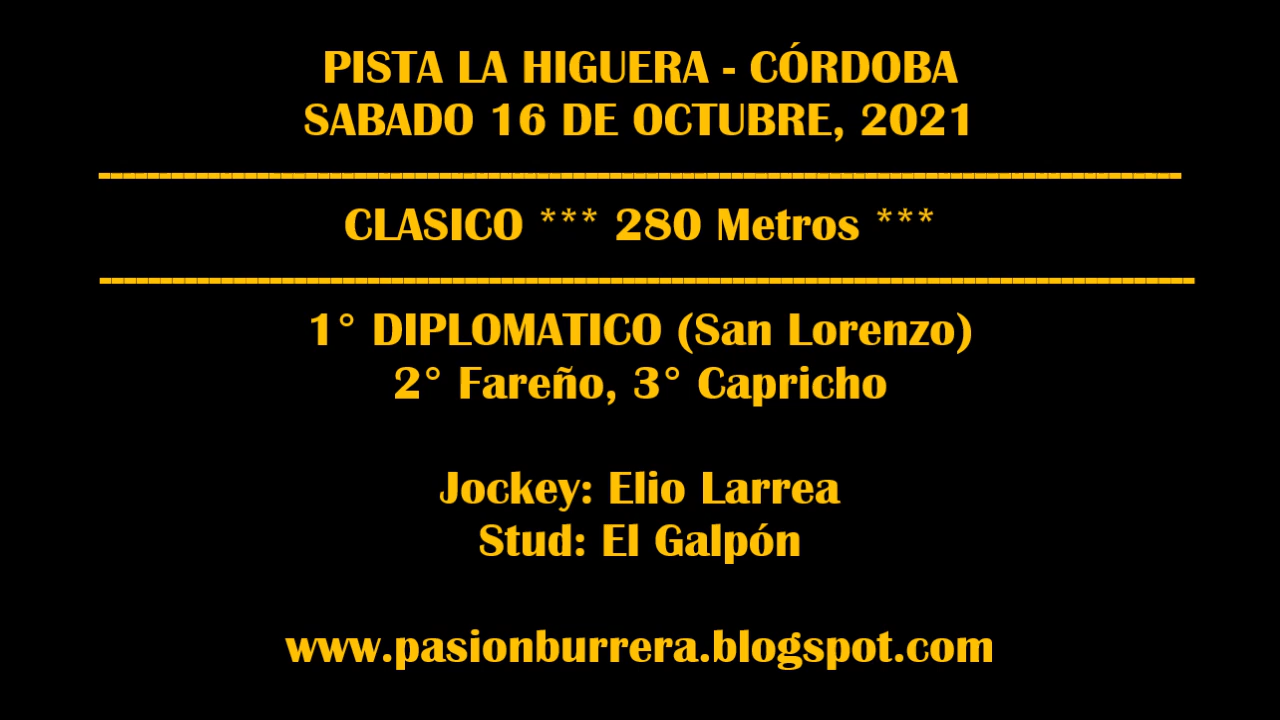 PISTA LA HIGUERA - CÓRDOBA
SABADO 16 DE OCTUBRE, 2021
CLASICO *** 280 Metros ***
1° DIPLOMATICO (San Lorenzo)
2° Fareño, 3° Capricho
Jockey: Elio Larrea
Stud: El Galpón
www.pasionburrera.blogspot.com